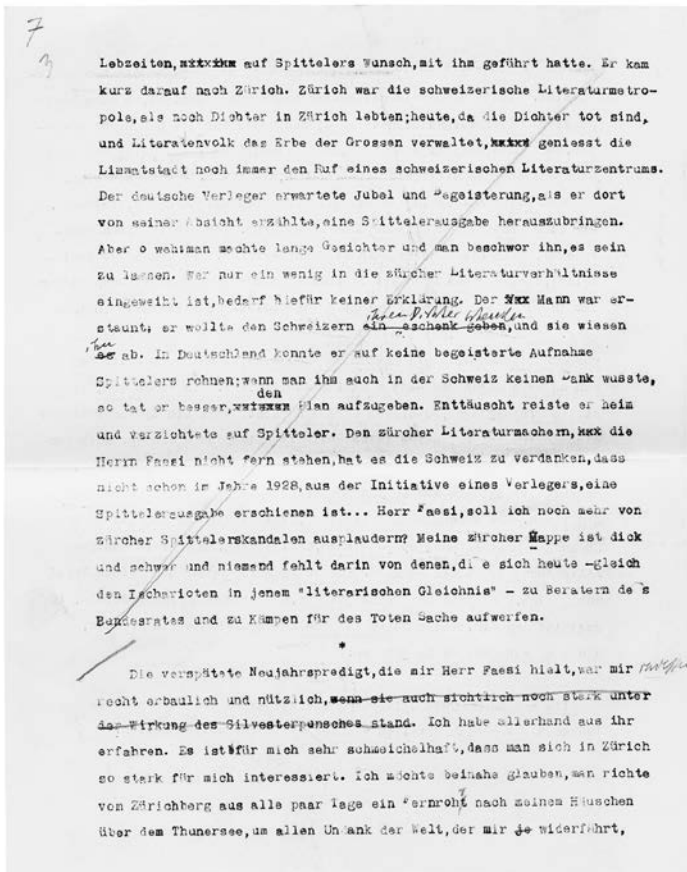 7
3
Lebzeiten, auf Spittelers Wunsch,mit ihm geführt hatte. Er kam
kurz darauf nach Zürich. Zürich war die schweizerische Literaturmetro-
pole,als noch Dichter in Zürich lebten;heute,da die Dichter tot sind,
und Literatenvolk das Erbe der Grossen verwaltet, geniesst die
Limmatstadt noch immer den Ruf eines schweizerischen Literaturzentrums.
Der deutsche Verleger erwartete Jubel und Begeisterung,als er dort
von seiner Absicht erzählte,eine Spittelerausgabe herauszubringen.
Aber o weh:man machte lange Gesichter und man beschwor ihn,es sein
zu lassen. Wer nur ein wenig in die zürcher Literaturverhältnisse
eingeweiht ist,bedarf hiefür keiner Erklärung. Der Mann war er-
ihren Dichter
staunt; er wollte den Schweizern ein Geschenk geben,und sie wiesen
ihn
es ab. In Deutschland konnte er auf keine begeisterte Aufnahme
Spittelers rehnen;wenn man ihm auch in der Schweiz keinen Dank wusste,
den
so tat er besser, Plan aufzugeben. Enttäuscht reiste er heim
und verzichtete auf Spitteler. Den zürcher Literaturmachern, die
Herrn Faesi nicht fern stehen,hat es die Schweiz zu verdanken,dass
nicht schon im Jahre 1928,aus der Initiative eines Verlegers,eine
Spittelerausgabe erschienen ist... Herr Faesi,soll ich noch mehr von
zürcher Spittelerskandalen ausplaudern? Meine zürcher Mappe ist dick
und schwer und niemand fehlt darin von denen,die sich heute -gleich
den Ischarioten in jenem "literarischen Gleichnis" - zu Beratern de s
Bundesrates und zu Kämpen für des Toten Sache aufwerfen.
*
Die verspätete Neujahrspredigt,die mir Herr Faesi hielt,war mir
recht erbaulich und nützlich,wenn sie auch sichtlich noch stark unter
der Wirkung des Silvesterpunsches stand. Ich habe allerhand aus ihr
erfahren. Es ist für mich sehr schmeichelhaft,dass man sich in Zürich
so stark für mich interessiert. Ich möchte beinahe glauben,man richte
vom Zürichberg aus alle paar Tage ein Fernroht nach meinem Häuschen
über dem Thunersee,um allen Undank der Welt,der mir je widerfährt,